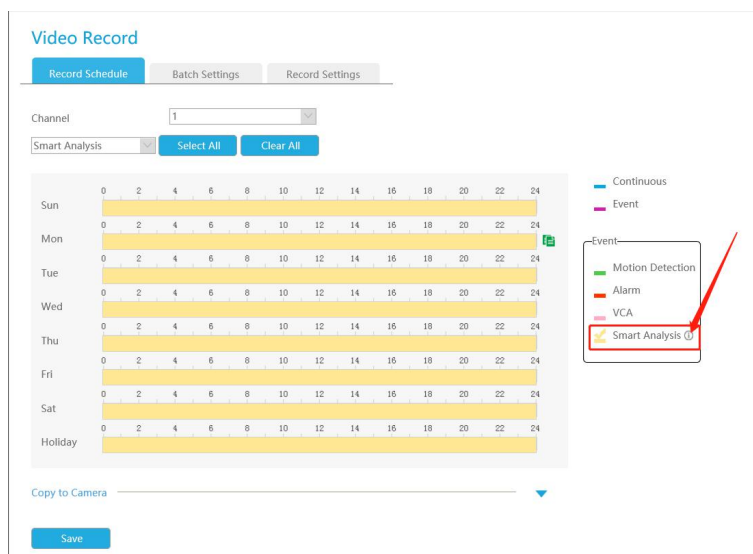 Video Record
Record Schedule Batch Settings Record Settings
Channel 1
Smart Analysis Select All Clear All
0 2 4 6 8 10 12 14 16 18 20 22 24
Sun
0 2 4 6 8 10 12 14 16 18 20 22 24
Mon
0 2 4 6 8 10 12 14 16 18 20 22 24
Tue
0 2 4 6 8 10 12 14 16 18 20 22 24
Wed
0 2 4 6 8 10 12 14 16 18 20 22 24
Thu
0 2 4 6 8 10 12 14 16 18 20 22 24
Fri
0 2 4 6 8 10 12 14 16 18 20 22 24
Sat
0 2 4 6 8 10 12 14 16 18 20 22 24
Holiday
Continuous
Event
Event
Motion Detection
Alarm
VCA
Smart Analysis
Copy to Camera
Save